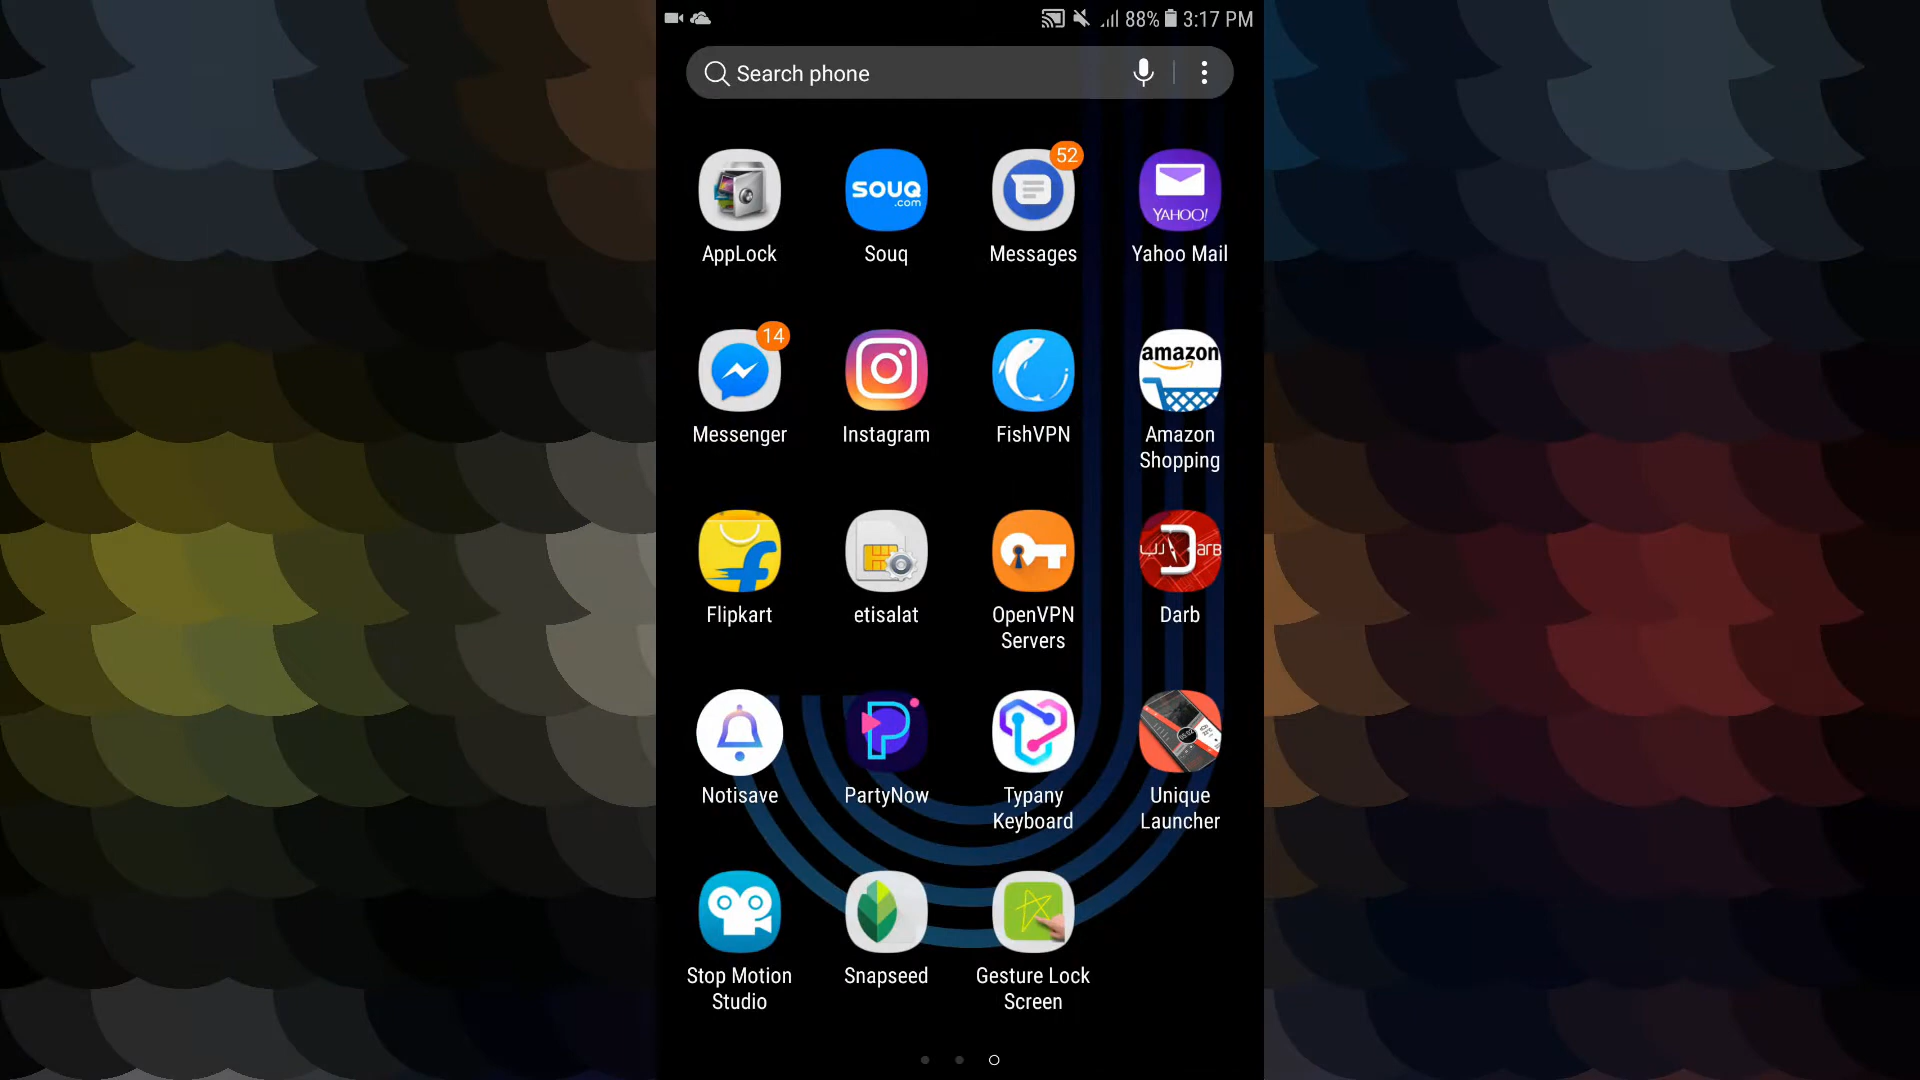 88% 3:17 PM
Search phone
52
SOUQ
.com
YAHOO!
AppLock Souq Messages Yahoo Mail
14
amazon
Messenger Instagram FishVPN Amazon
Shopping
DARB
Flipkart etisalat OpenVPN Darb
Servers
Notisave PartyNow Typany Unique
Keyboard Launcher
Stop Motion Snapseed Gesture Lock
Studio Screen